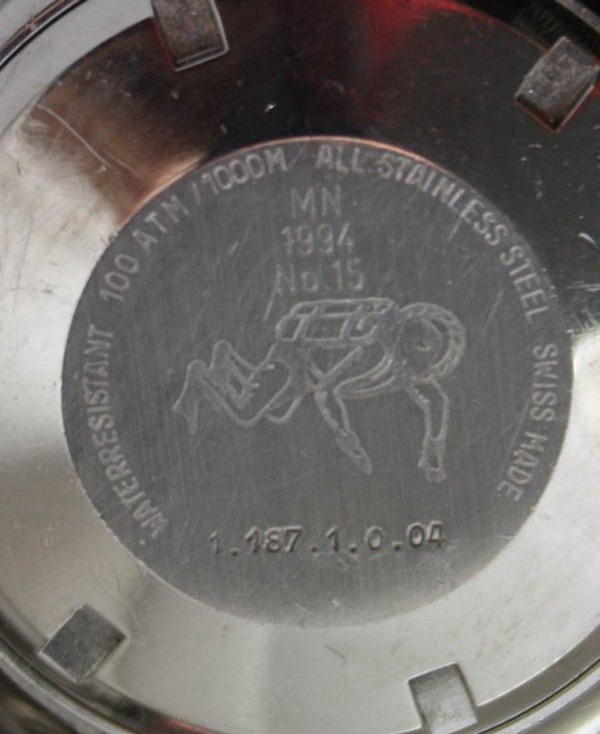 WATERRESISTANT 100 ATM / 1000M ALL STAINLESS STEEL SWISS MADE
MN
1994
No.15
1.187.1.0.04